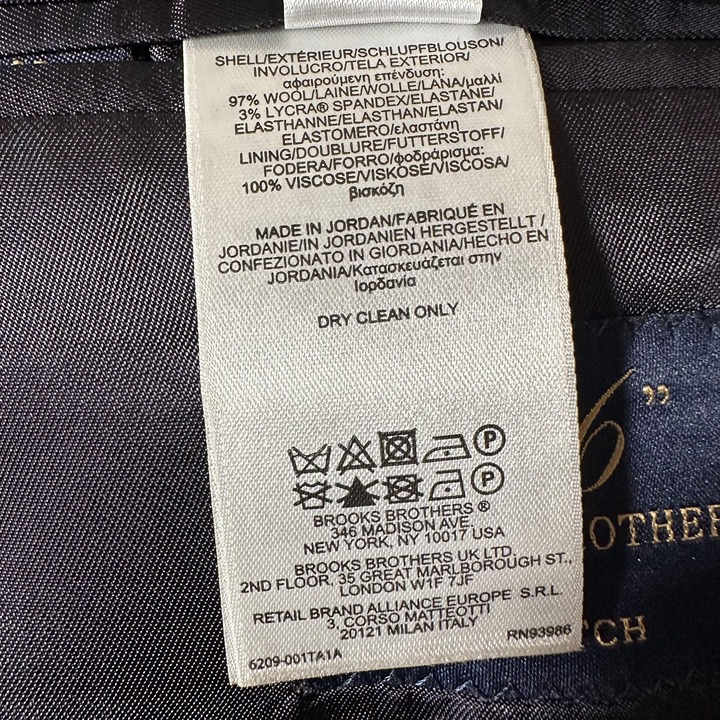 SHELL/EXTÉRIEUR/SCHLUPFBLOUSON/
INVOLUCRO/TELA EXTERIOR/
αφαιρούμενη επένδυση:
97% WOOL/LAINE/WOLLE/LANA/μαλλί
3% LYCRA® SPANDEX/ELASTANE/
ELASTHANNE/ELASTHAN/ELASTAN/
ELASTOMERO/ελαστάνη
LINING/DOUBLURE/FUTTERSTOFF/
FODERA/FORRO/φοδράρισμα:
100% VISCOSE/VISKOSE/VISCOSA/
βισκόζη
MADE IN JORDAN/FABRIQUÉ EN
JORDANIE/IN JORDANIEN HERGESTELLT /
CONFEZIONATO IN GIORDANIA/HECHO EN
JORDANIA/Κατασκευάζεται στην
Ιορδανία
DRY CLEAN ONLY
P
P
BROOKS BROTHERS ®
346 MADISON AVE.
NEW YORK, NY 10017 USA
BROOKS BROTHERS UK LTD.
2ND FLOOR, 35 GREAT MARLBOROUGH ST.,
LONDON W1F 7JF
RETAIL BRAND ALLIANCE EUROPE S.R.L.
3, CORSO MATTEOTTI
20121 MILAN ITALY
RN93986
6209-001TA1A